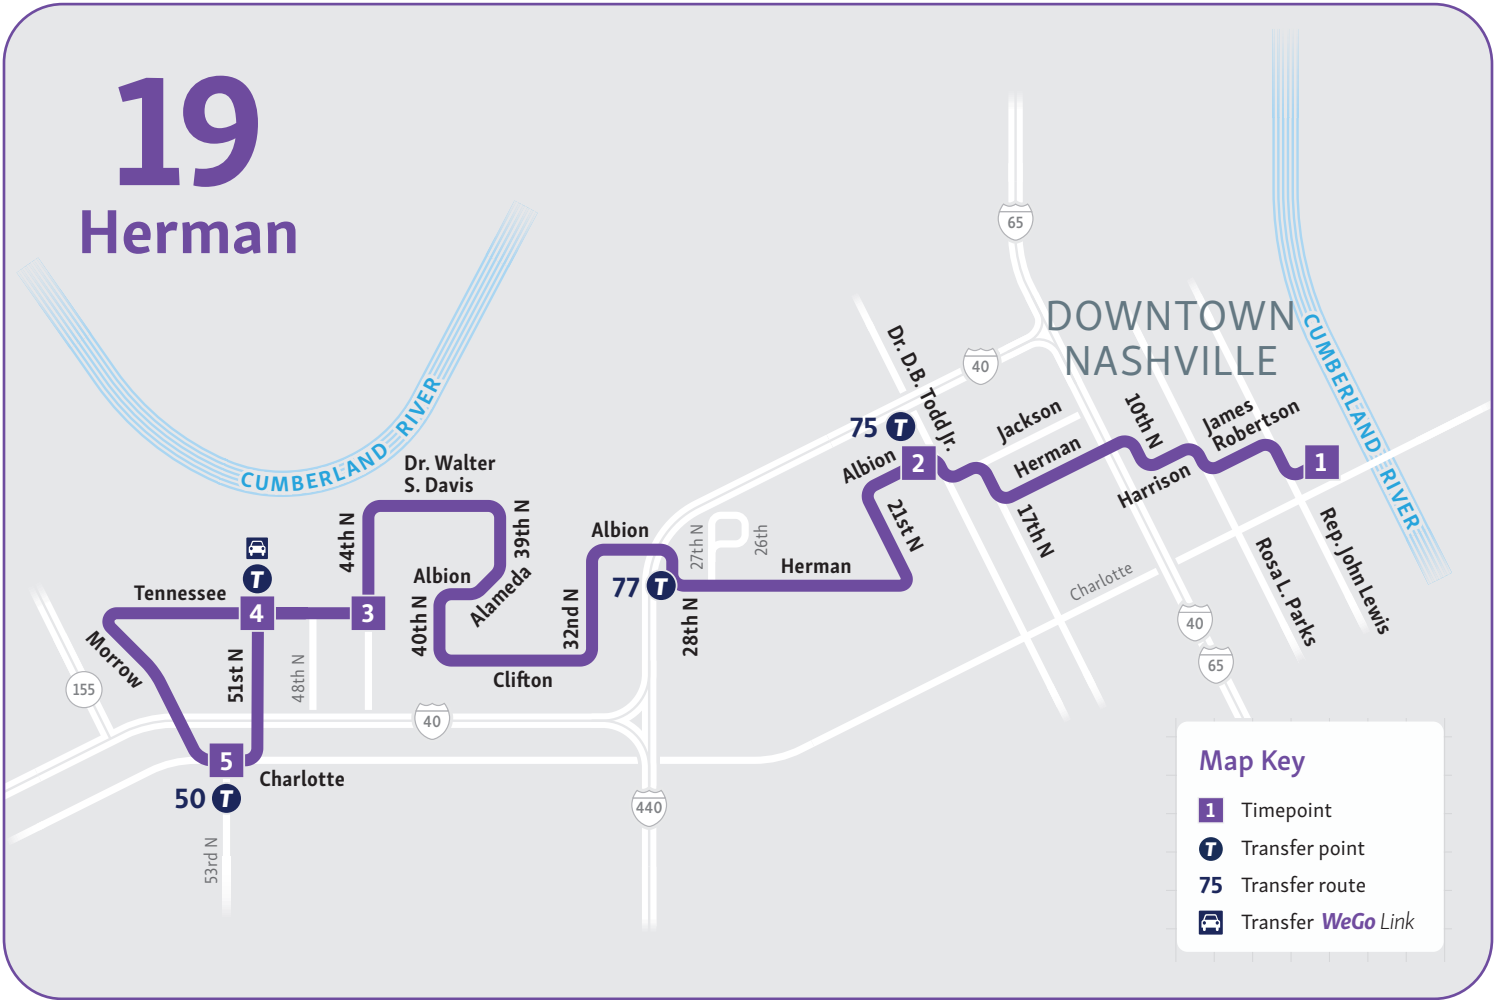 19
Herman
65
DOWNTOWN
NASHVILLE
CUMBERLAND RIVER
CUMBERLAND RIVER
40
Dr. D.B. Todd Jr.
75 T
Albion
2
Jackson
Herman
10th N
James
Robertson
Harrison
1
21st N
17th N
Rep. John Lewis
Rosa L. Parks
Charlotte
Dr. Walter
S. Davis
44th N
39th N
Albion
Alameda
40th N
Albion
32nd N
Clifton
77 T
27th N
26th
28th N
Herman
T
Tennessee
4
3
Morrow
51st N
48th N
155
40
5
Charlotte
50 T
53rd N
440
40
65
Map Key
1 Timepoint
T Transfer point
75 Transfer route
Transfer WeGo Link